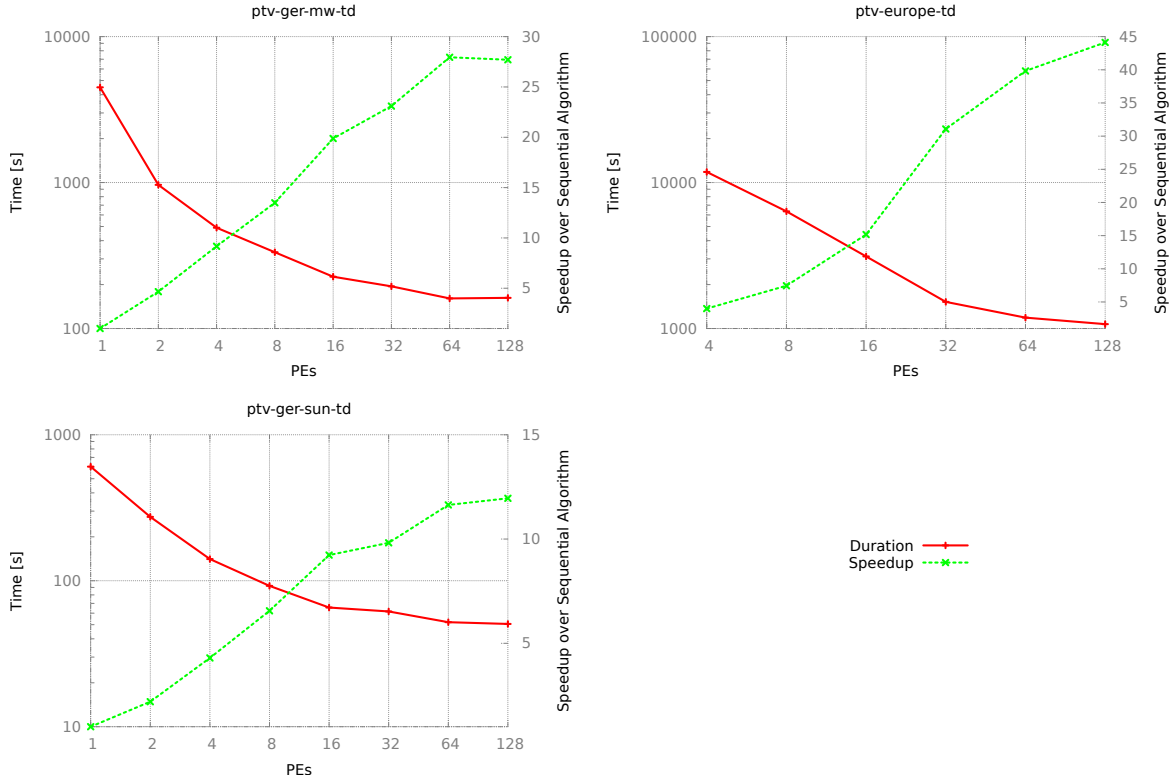 ptv-ger-mw-td
Time [s]
10000
1000
100
30
25
20
15
10
5
Speedup over Sequential Algorithm
1 2 4 8 16 32 64 128
PEs
ptv-europe-td
Time [s]
100000
10000
1000
45
40
35
30
25
20
15
10
5
Speedup over Sequential Algorithm
4 8 16 32 64 128
PEs
ptv-ger-sun-td
Time [s]
1000
100
10
15
10
5
Speedup over Sequential Algorithm
1 2 4 8 16 32 64 128
PEs
Duration
Speedup